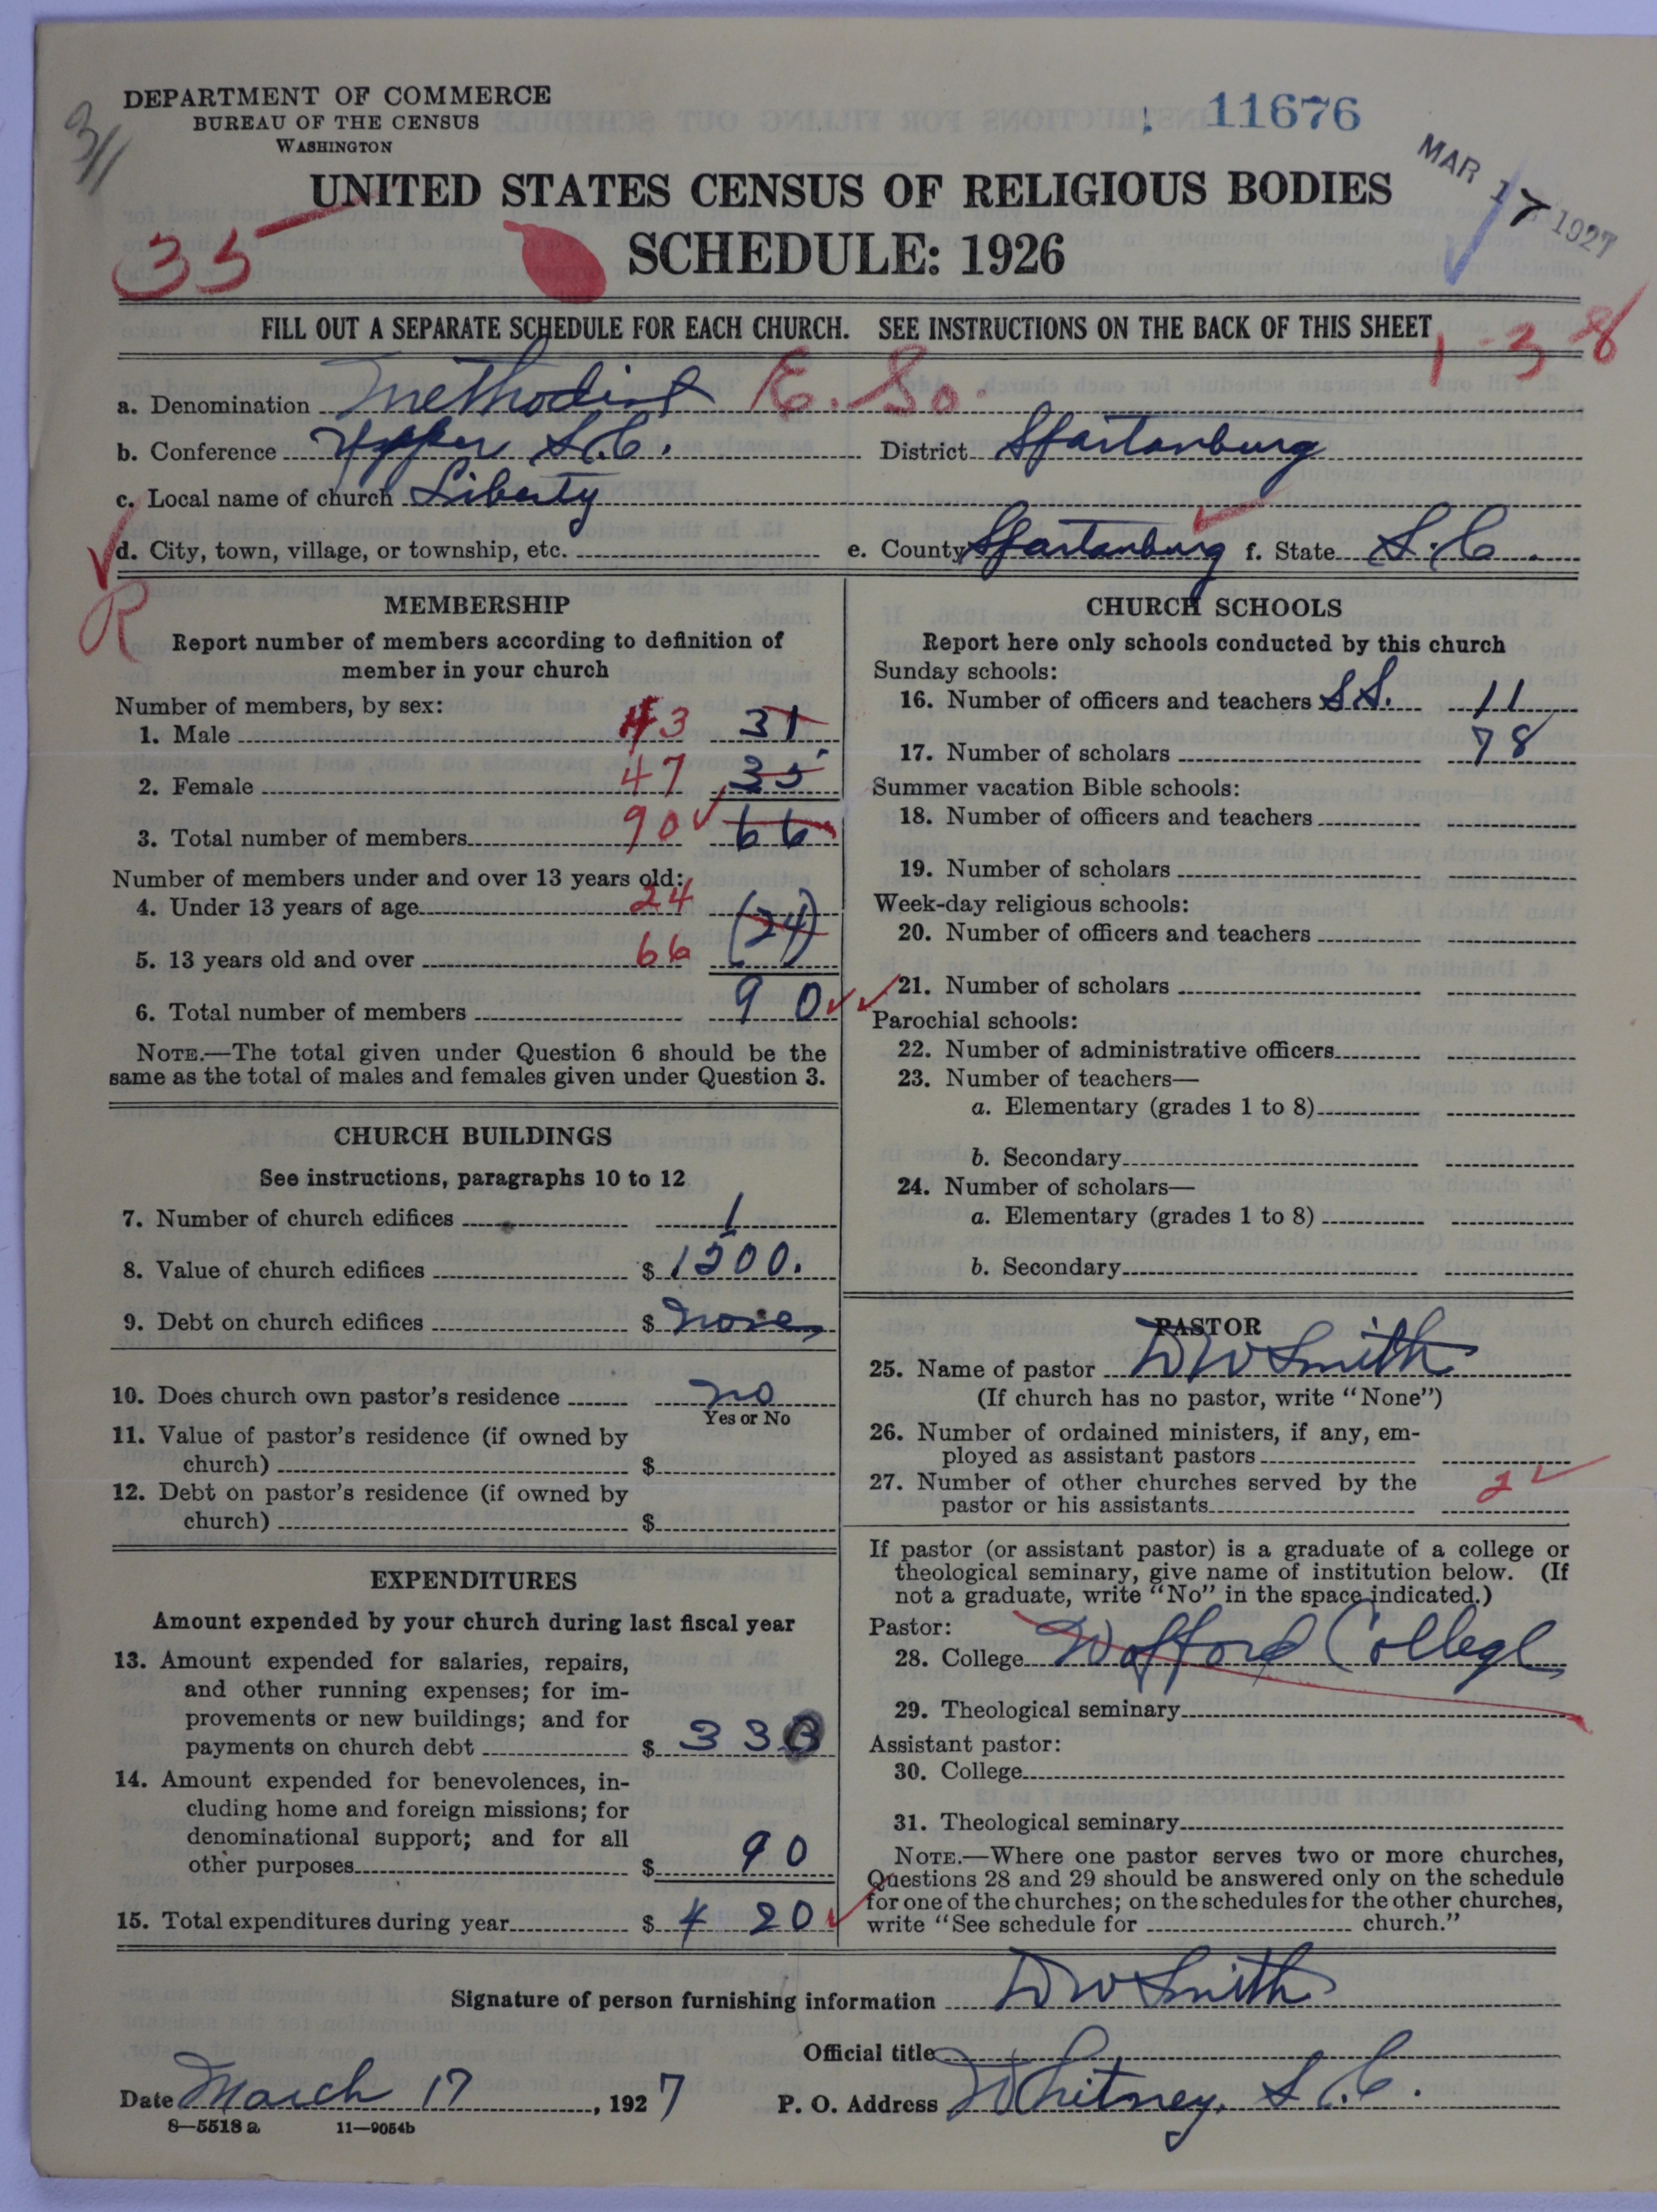 DEPARTMENT OF COMMERCE
BUREAU OF THE CENSUS
WASHINGTON
11676
MAR 17 1927
3/1
UNITED STATES CENSUS OF RELIGIOUS BODIES
35
SCHEDULE: 1926
FILL OUT A SEPARATE SCHEDULE FOR EACH CHURCH. SEE INSTRUCTIONS ON THE BACK OF THIS SHEET
1-3-8
a. Denomination Methodist E. So.
b. Conference Upper S.C. District Spartanburg
c. Local name of church Liberty
d. City, town, village, or township, etc. e. County Spartanburg f. State S.C.
R
MEMBERSHIP
Report number of members according to definition of
member in your church
Number of members, by sex:
1. Male 43 31
2. Female 47 35
3. Total number of members 90 66
Number of members under and over 13 years old:
4. Under 13 years of age 24 (24)
5. 13 years old and over 66
6. Total number of members 90
NOTE.—The total given under Question 6 should be the
same as the total of males and females given under Question 3.
CHURCH BUILDINGS
See instructions, paragraphs 10 to 12
7. Number of church edifices 1
8. Value of church edifices $ 1500.
9. Debt on church edifices $ none
10. Does church own pastor's residence no
Yes or No
11. Value of pastor's residence (if owned by
church) $
12. Debt on pastor's residence (if owned by
church) $
EXPENDITURES
Amount expended by your church during last fiscal year
13. Amount expended for salaries, repairs,
and other running expenses; for im-
provements or new buildings; and for
payments on church debt $ 330
14. Amount expended for benevolences, in-
cluding home and foreign missions; for
denominational support; and for all
other purposes $ 90
15. Total expenditures during year $ 420
CHURCH SCHOOLS
Report here only schools conducted by this church
Sunday schools:
16. Number of officers and teachers S.S. 11
17. Number of scholars 78
Summer vacation Bible schools:
18. Number of officers and teachers
19. Number of scholars
Week-day religious schools:
20. Number of officers and teachers
21. Number of scholars
Parochial schools:
22. Number of administrative officers
23. Number of teachers—
a. Elementary (grades 1 to 8)
b. Secondary
24. Number of scholars—
a. Elementary (grades 1 to 8)
b. Secondary
PASTOR
25. Name of pastor D W Smith
(If church has no pastor, write "None")
26. Number of ordained ministers, if any, em-
ployed as assistant pastors
27. Number of other churches served by the
pastor or his assistants 2
If pastor (or assistant pastor) is a graduate of a college or
theological seminary, give name of institution below. (If
not a graduate, write "No" in the space indicated.)
Pastor:
28. College Wofford College
29. Theological seminary
Assistant pastor:
30. College
31. Theological seminary
NOTE.—Where one pastor serves two or more churches,
Questions 28 and 29 should be answered only on the schedule
for one of the churches; on the schedules for the other churches,
write "See schedule for church."
Signature of person furnishing information D W Smith
Official title
Date March 17, 1927 P. O. Address Whitney, S.C.
8—5518 a 11—9054b